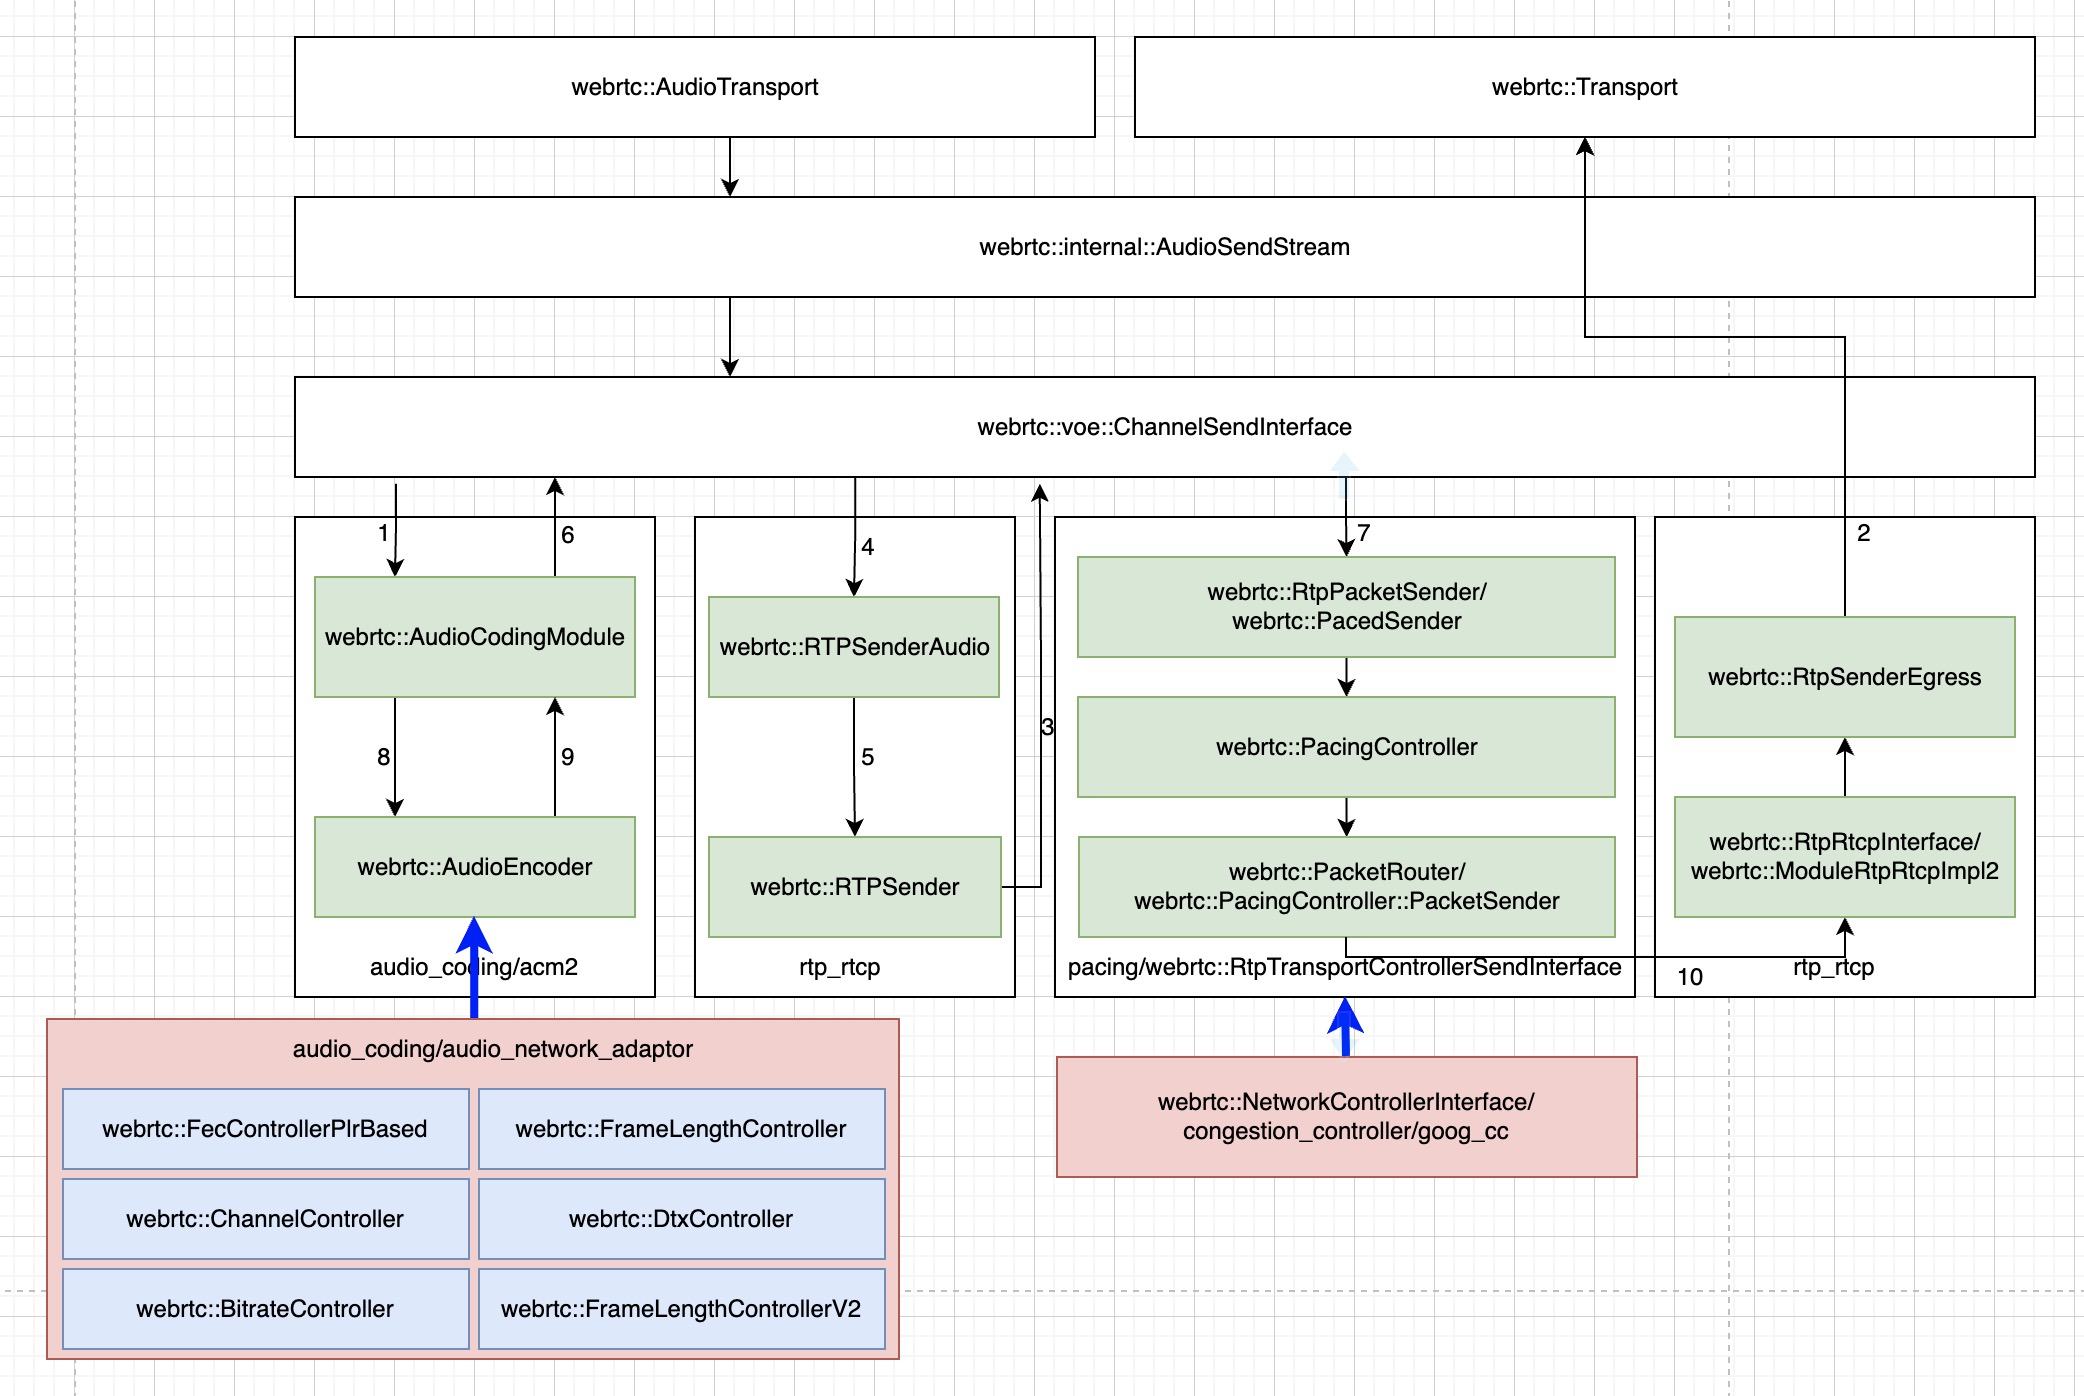 webrtc::AudioTransport
webrtc::Transport
webrtc::internal::AudioSendStream
webrtc::voe::ChannelSendInterface
1
6
4
7
2
webrtc::AudioCodingModule
8
9
webrtc::AudioEncoder
audio_coding/acm2
webrtc::RTPSenderAudio
5
webrtc::RTPSender
rtp_rtcp
3
webrtc::RtpPacketSender/
webrtc::PacedSender
webrtc::PacingController
webrtc::PacketRouter/
webrtc::PacingController::PacketSender
pacing/webrtc::RtpTransportControllerSendInterface
webrtc::RtpSenderEgress
webrtc::RtpRtcpInterface/
webrtc::ModuleRtpRtcpImpl2
10
rtp_rtcp
audio_coding/audio_network_adaptor
webrtc::FecControllerPlrBased
webrtc::FrameLengthController
webrtc::ChannelController
webrtc::DtxController
webrtc::BitrateController
webrtc::FrameLengthControllerV2
webrtc::NetworkControllerInterface/
congestion_controller/goog_cc